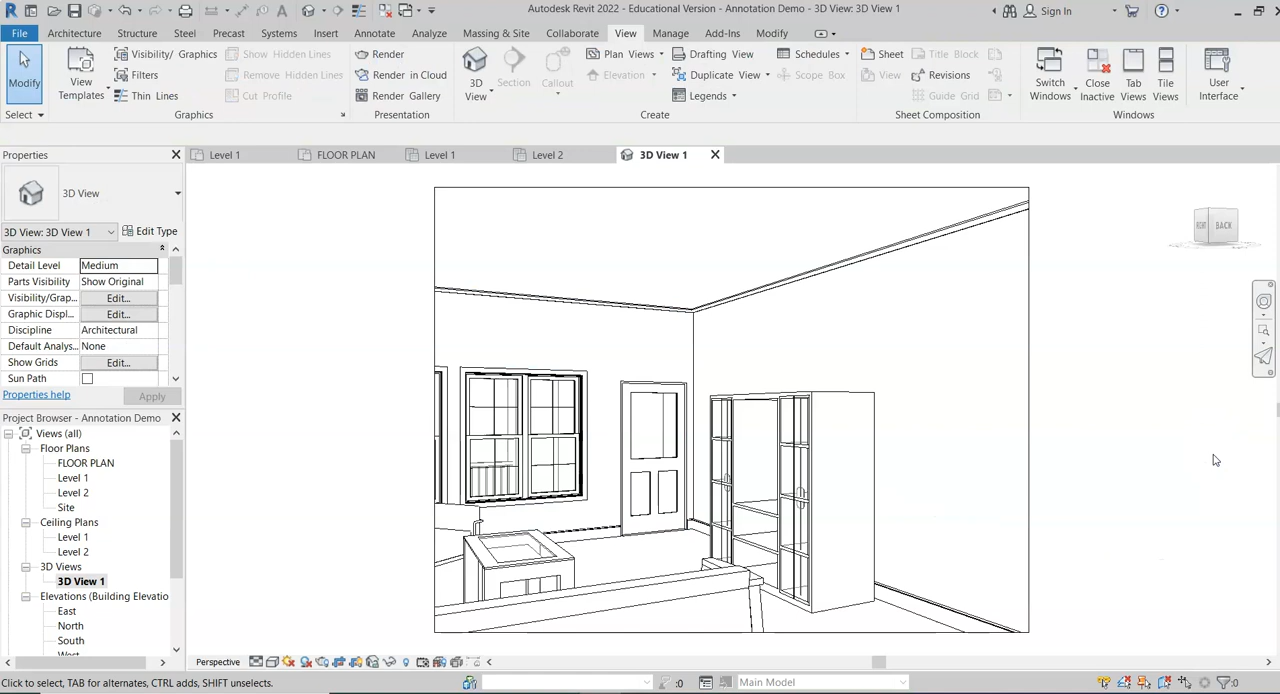 Autodesk Revit 2022 - Educational Version - Annotation Demo - 3D View: 3D View 1
Sign In
File Architecture Structure Steel Precast Systems Insert Annotate Analyze Massing & Site Collaborate View Manage Add-Ins Modify
Modify
Select
View
Templates
Visibility/ Graphics
Filters
Thin Lines
Show Hidden Lines
Remove Hidden Lines
Cut Profile
Graphics
Render
Render in Cloud
Render Gallery
Presentation
3D
View
Section
Callout
Plan Views
Elevation
Drafting View
Duplicate View
Legends
Schedules
Scope Box
Create
Sheet
View
Title Block
Revisions
Guide Grid
Sheet Composition
Switch
Windows
Close
Inactive
Tab
Views
Tile
Views
Windows
User
Interface
Properties
Level 1
FLOOR PLAN
Level 1
Level 2
3D View 1
3D View
3D View: 3D View 1
Edit Type
Graphics
Detail Level Medium
Parts Visibility Show Original
Visibility/Grap... Edit...
Graphic Displ... Edit...
Discipline Architectural
Default Analys... None
Show Grids Edit...
Sun Path
Properties help
Apply
Project Browser - Annotation Demo
Views (all)
Floor Plans
FLOOR PLAN
Level 1
Level 2
Site
Ceiling Plans
Level 1
Level 2
3D Views
3D View 1
Elevations (Building Elevatio
East
North
South
West
RIGHT BACK
Perspective
Click to select, TAB for alternates, CTRL adds, SHIFT unselects.
:0
Main Model
:0